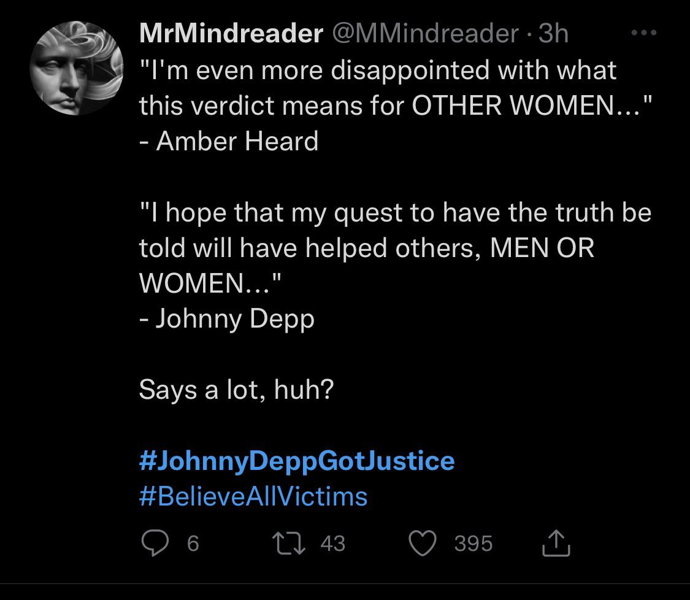 MrMindreader @MMindreader · 3h
"I'm even more disappointed with what
this verdict means for OTHER WOMEN..."
- Amber Heard
"I hope that my quest to have the truth be
told will have helped others, MEN OR
WOMEN..."
- Johnny Depp
Says a lot, huh?
#JohnnyDeppGotJustice
#BelieveAllVictims
6 43 395